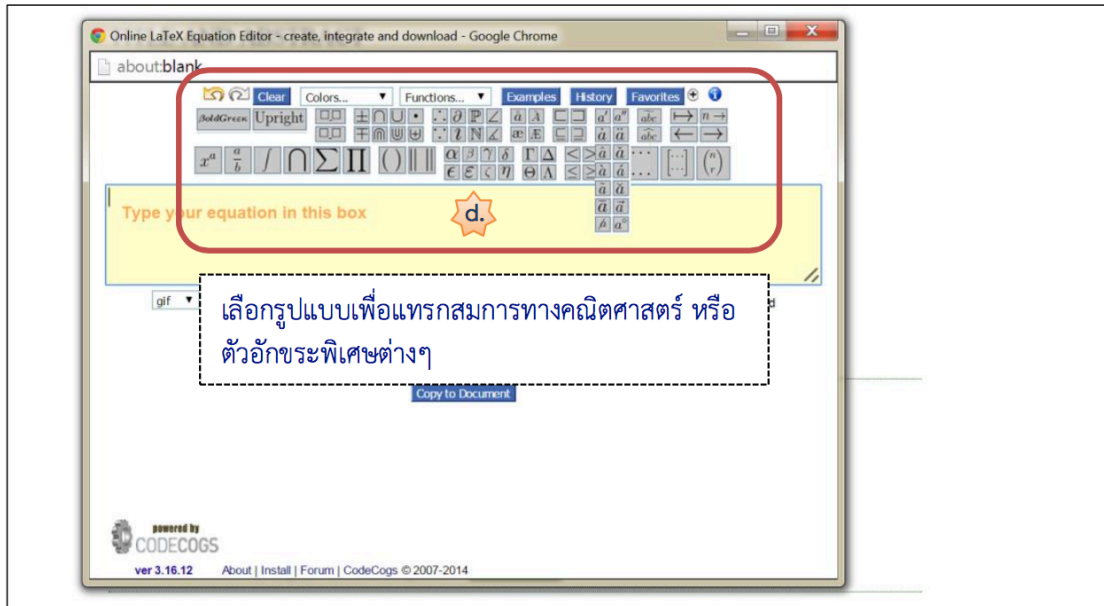 Online LaTeX Equation Editor - create, integrate and download - Google Chrome
about:blank
Clear Colors... Functions... Examples History Favorites
BoldGreen Upright
Type your equation in this box
d.
gif
เลือกรูปแบบเพื่อแทรกสมการทางคณิตศาสตร์ หรือ
ตัวอักขระพิเศษต่างๆ
Copy to Document
powered by
CODECOGS
ver 3.16.12 About | Install | Forum | CodeCogs © 2007-2014